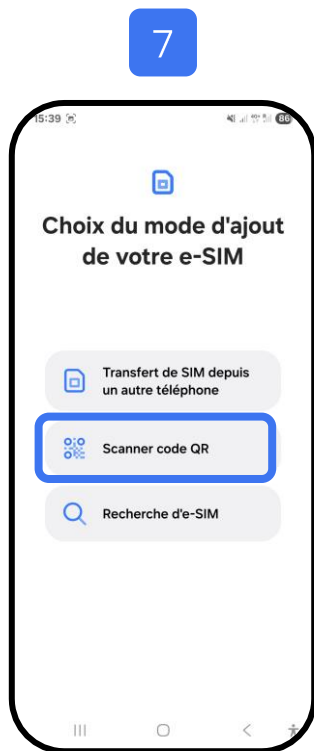 7
15:39
86
Choix du mode d'ajout
de votre e-SIM
Transfert de SIM depuis
un autre téléphone
Scanner code QR
Recherche d'e-SIM